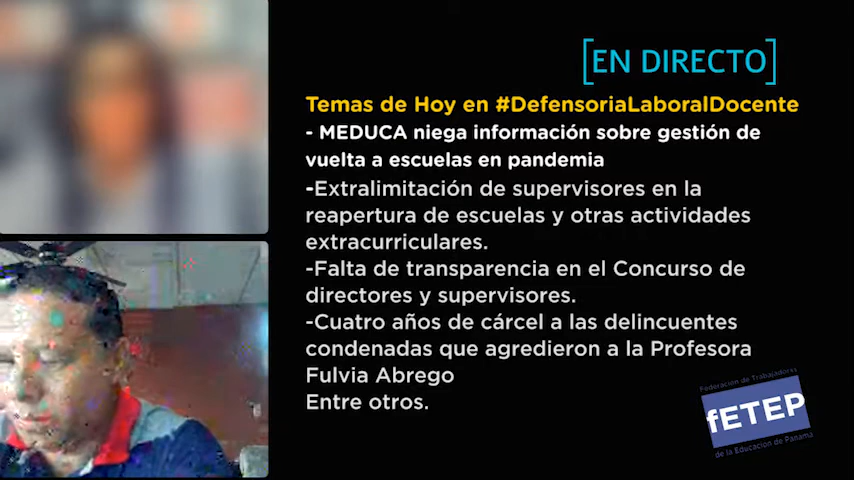 [EN DIRECTO]
Temas de Hoy en #DefensoriaLaboralDocente
- MEDUCA niega información sobre gestión de
vuelta a escuelas en pandemia
-Extralimitación de supervisores en la
reapertura de escuelas y otras actividades
extracurriculares.
-Falta de transparencia en el Concurso de
directores y supervisores.
-Cuatro años de cárcel a las delincuentes
condenadas que agredieron a la Profesora
Fulvia Abrego
Entre otros.
Federación de Trabajadores
fETEP
de la Educación de Panamá